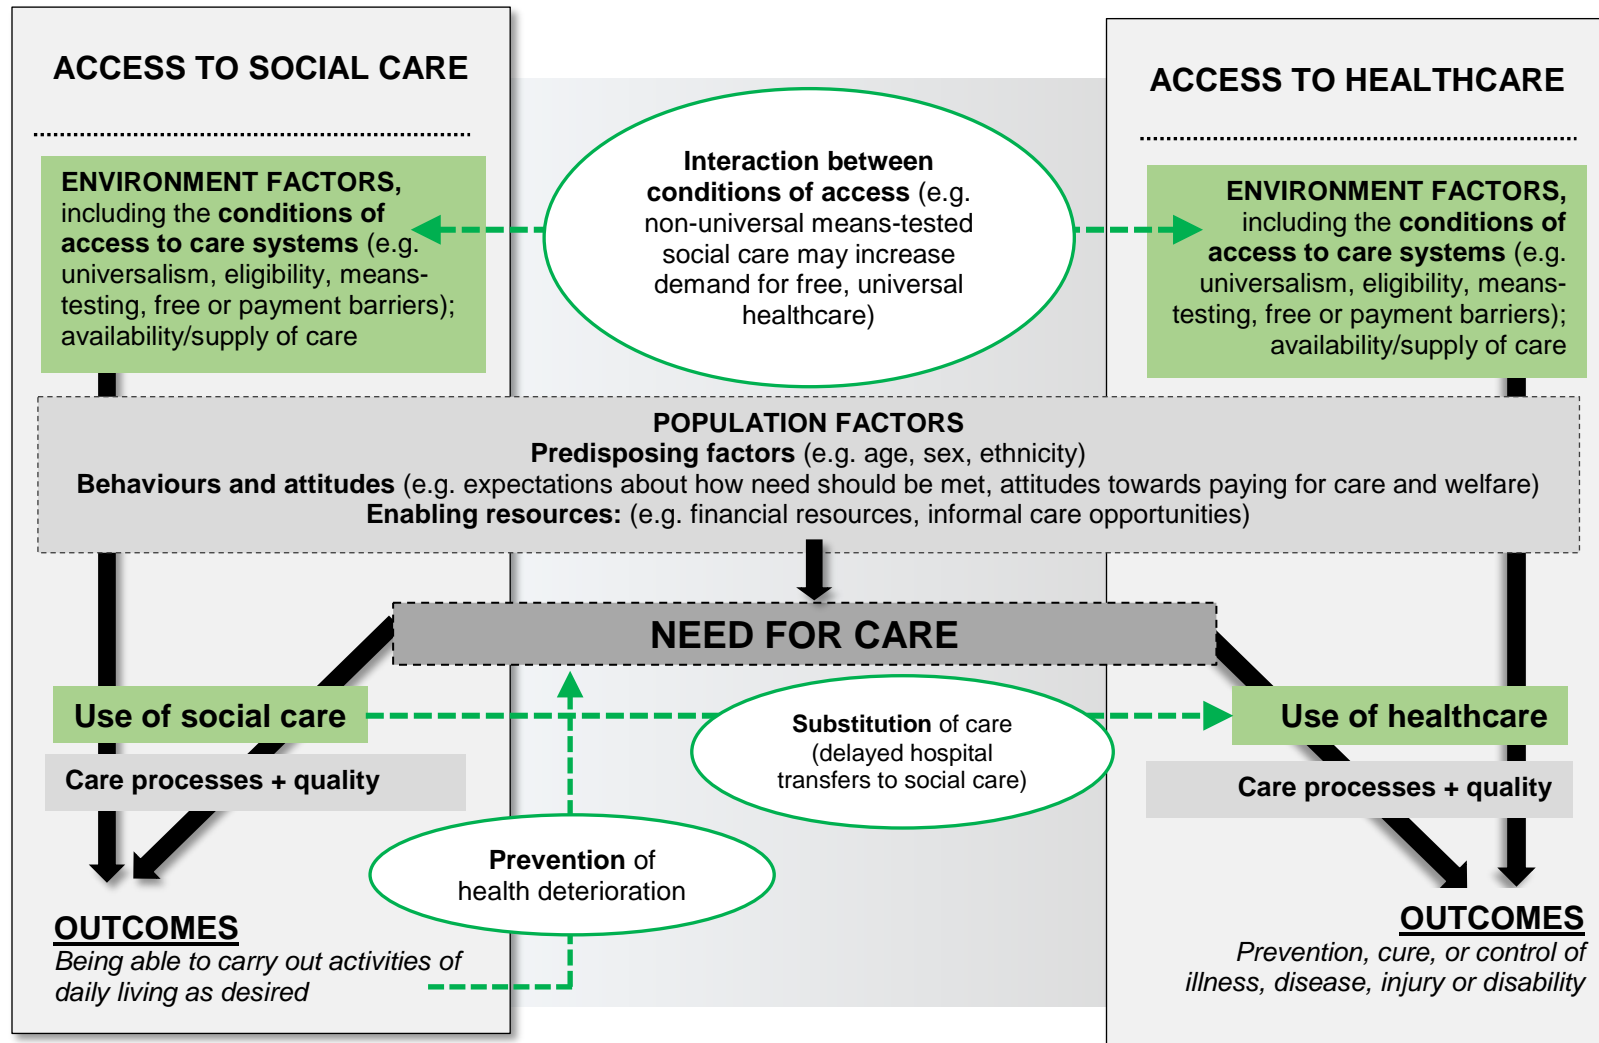 ACCESS TO SOCIAL CARE
ACCESS TO HEALTHCARE
ENVIRONMENT FACTORS,
including the conditions of
access to care systems (e.g.
universalism, eligibility, means-
testing, free or payment barriers);
availability/supply of care
Interaction between
conditions of access (e.g.
non-universal means-tested
social care may increase
demand for free, universal
healthcare)
ENVIRONMENT FACTORS,
including the conditions of
access to care systems (e.g.
universalism, eligibility, means-
testing, free or payment barriers);
availability/supply of care
POPULATION FACTORS
Predisposing factors (e.g. age, sex, ethnicity)
Behaviours and attitudes (e.g. expectations about how need should be met, attitudes towards paying for care and welfare)
Enabling resources: (e.g. financial resources, informal care opportunities)
NEED FOR CARE
Use of social care
Substitution of care
(delayed hospital
transfers to social care)
Use of healthcare
Care processes + quality
Care processes + quality
Prevention of
health deterioration
OUTCOMES
Being able to carry out activities of
daily living as desired
OUTCOMES
Prevention, cure, or control of
illness, disease, injury or disability